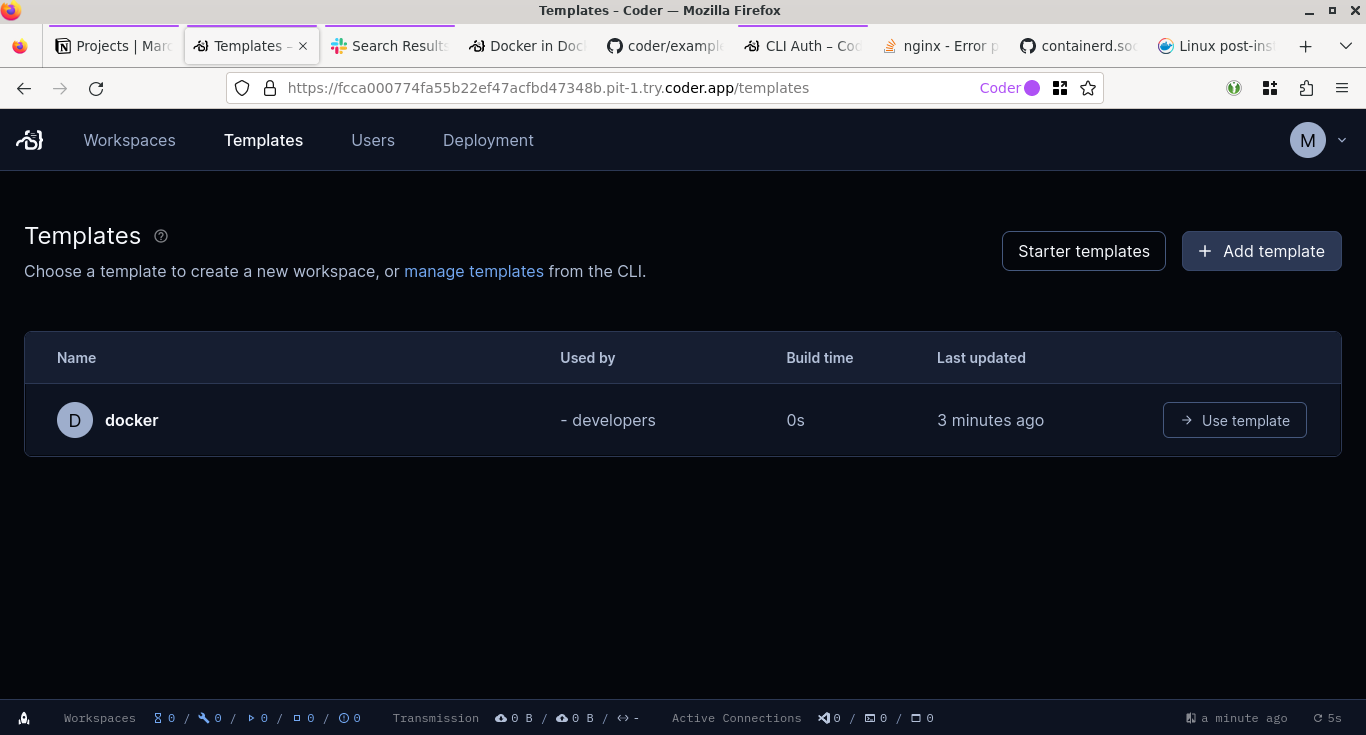 Templates – Coder — Mozilla Firefox
Projects | Marc
Templates –
Search Results
Docker in Doc
coder/exampl
CLI Auth – Cod
nginx - Error p
containerd.soc
Linux post-inst
https://fcca000774fa55b22ef47acfbd47348b.pit-1.try.coder.app/templates
Coder
Workspaces Templates Users Deployment M
Templates
Choose a template to create a new workspace, or manage templates from the CLI.
Starter templates
+ Add template
Name Used by Build time Last updated
D docker - developers 0s 3 minutes ago Use template
Workspaces 0 / 0 / 0 / 0 / 0 Transmission 0 B / 0 B / - Active Connections 0 / 0 / 0 a minute ago 5s